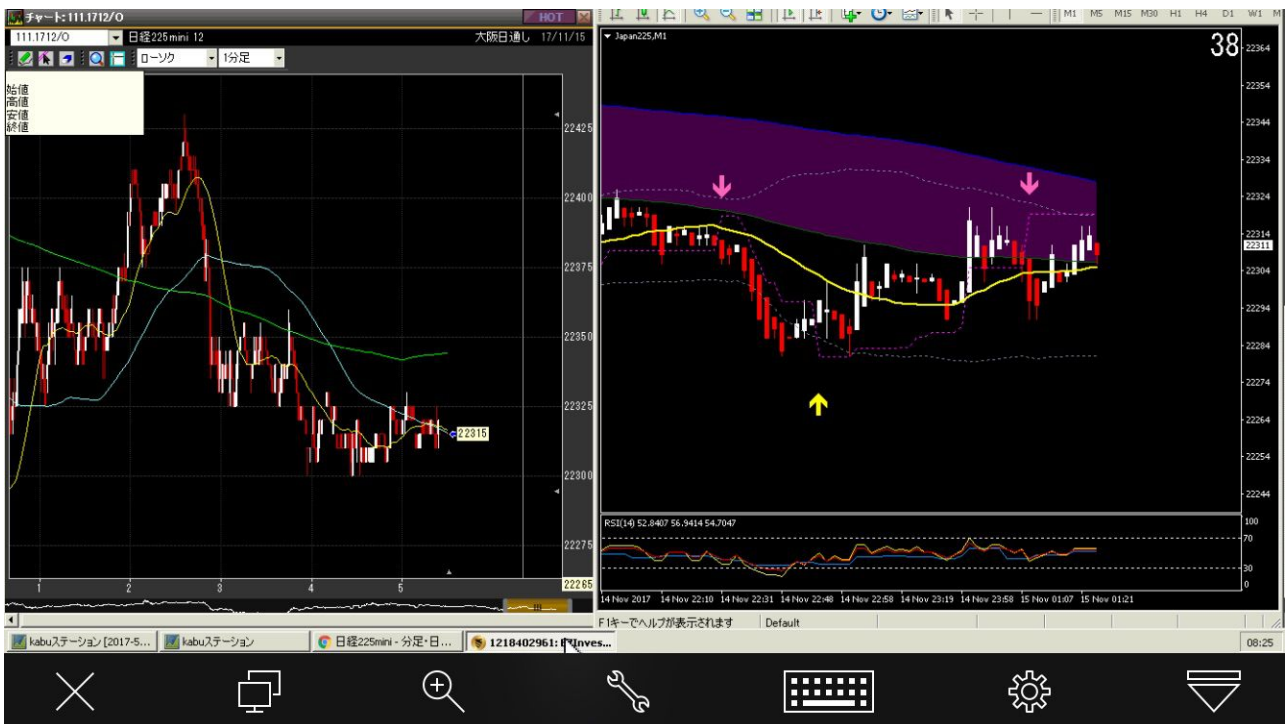 チャート: 111.1712/O
HOT
111.1712/O 日経225mini 12 大阪日通し 17/11/15
ローソク 1分足
始値
高値
安値
終値
22425
22400
22375
22350
22325
22315
22300
22275
22265
1 2 3 4 5
M1 M5 M15 M30 H1 H4 D1 W1 M
Japan225,M1
38
22364
22354
22344
22334
22324
22314
22311
22304
22294
22284
22274
22264
22254
22244
RSI(14) 52.8407 56.9414 54.7047
100
70
30
0
14 Nov 2017 14 Nov 22:10 14 Nov 22:31 14 Nov 22:48 14 Nov 22:58 14 Nov 23:19 14 Nov 23:58 15 Nov 01:07 15 Nov 01:21
F1キーでヘルプが表示されます Default
kabuステーション [2017-5... kabuステーション 日経225mini - 分足・日... 1218402961: 08:25